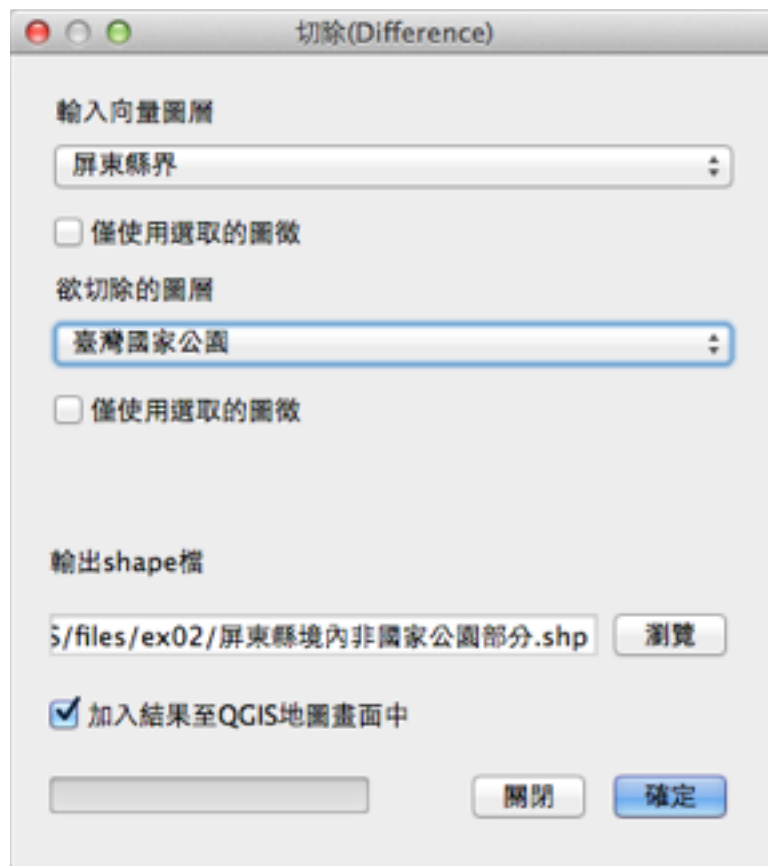 切除(Difference)
輸入向量圖層
屏東縣界
僅使用選取的圖徵
欲切除的圖層
臺灣國家公園
僅使用選取的圖徵
輸出shape檔
S/files/ex02/屏東縣境內非國家公園部分.shp 瀏覽
加入結果至QGIS地圖畫面中
關閉 確定